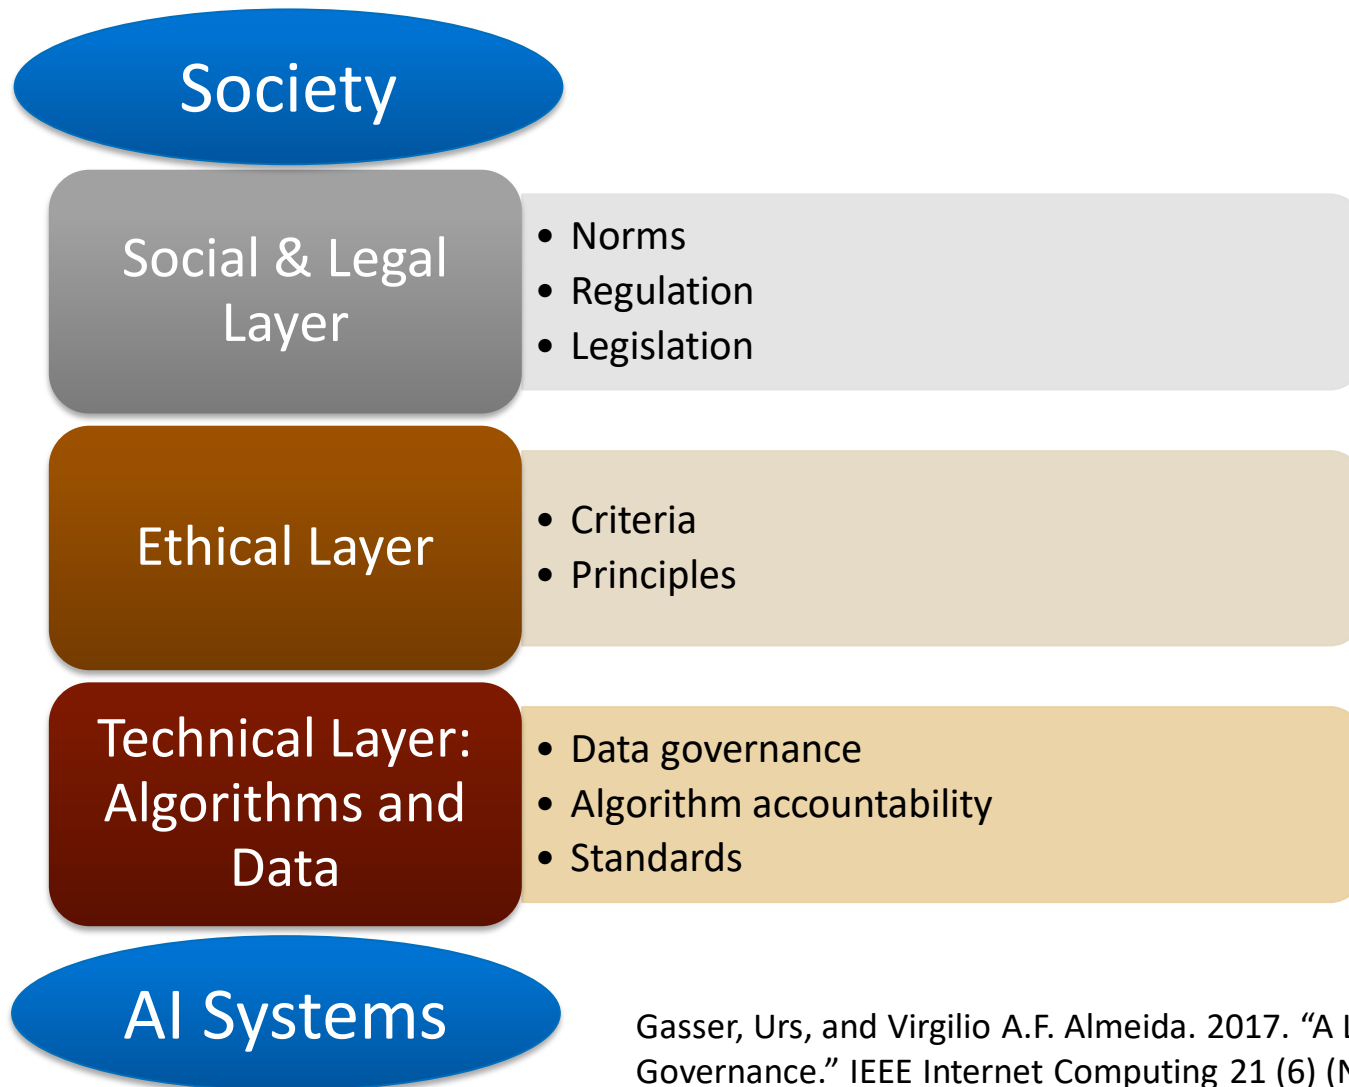 Society
Social & Legal
Layer
• Norms
• Regulation
• Legislation
Ethical Layer
• Criteria
• Principles
Technical Layer:
Algorithms and
Data
• Data governance
• Algorithm accountability
• Standards
AI Systems
Gasser, Urs, and Virgilio A.F. Almeida. 2017. “A
Governance.” IEEE Internet Computing 21 (6)